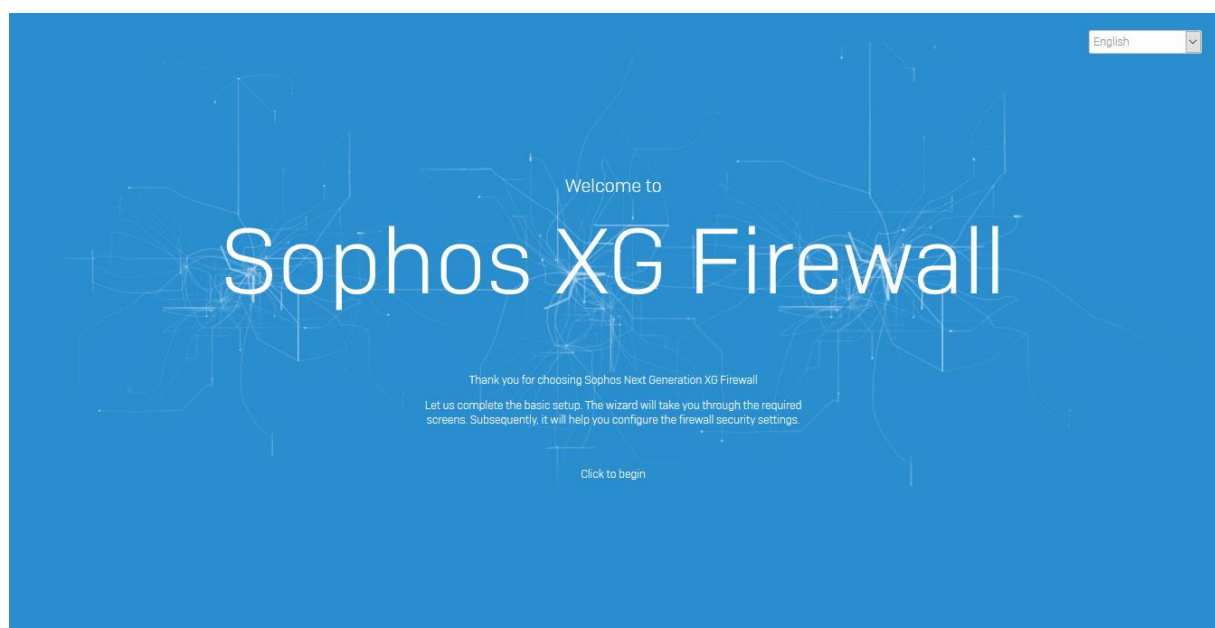 English
Welcome to
Sophos XG Firewall
Thank you for choosing Sophos Next Generation XG Firewall
Let us complete the basic setup. The wizard will take you through the required
screens. Subsequently, it will help you configure the firewall security settings.
Click to begin